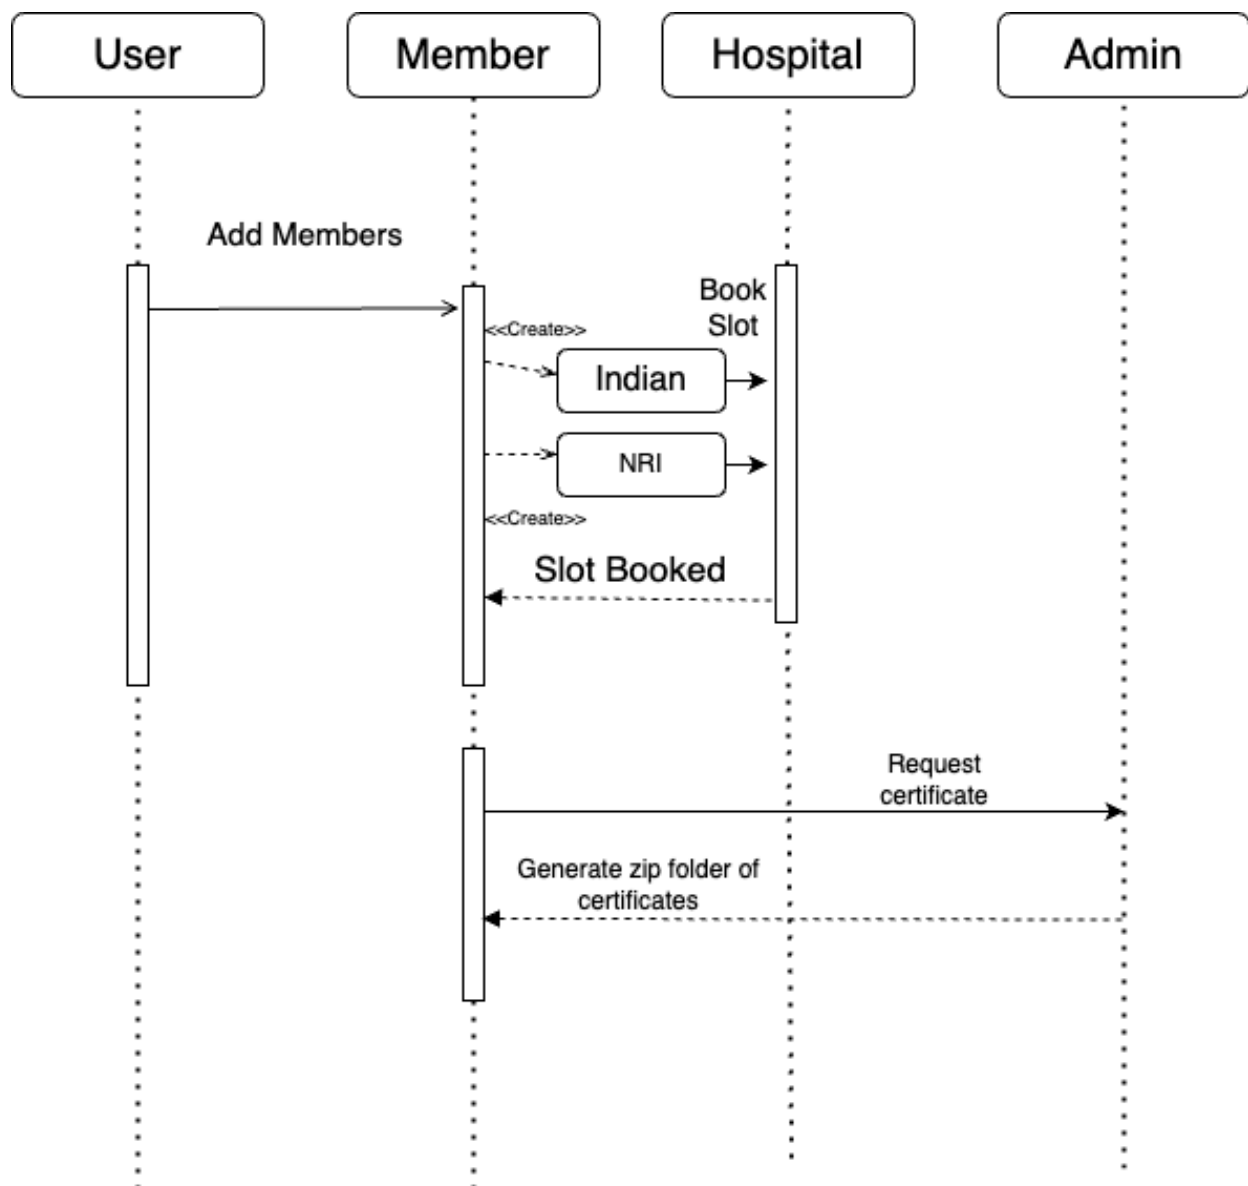 User
Member
Hospital
Admin
Add Members
Book
Slot
<<Create>>
Indian
NRI
<<Create>>
Slot Booked
Request
certificate
Generate zip folder of
certificates